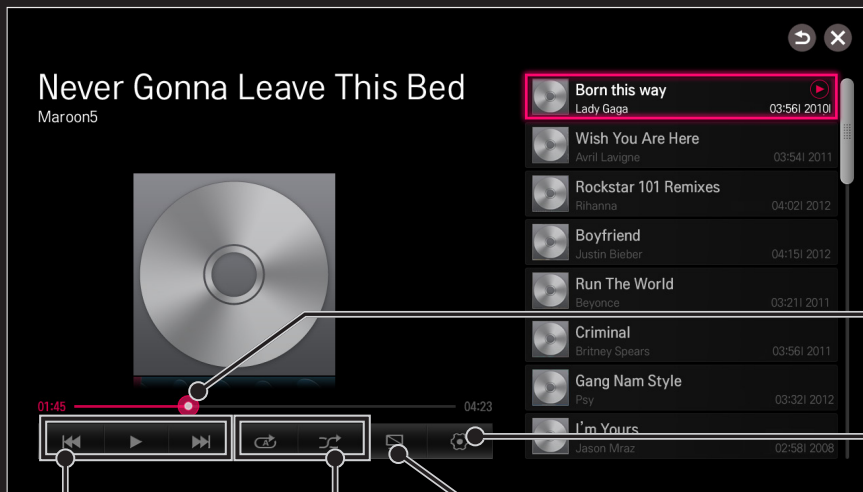 Never Gonna Leave This Bed
Maroon5
01:45
04:23
A
Born this way
Lady Gaga 03:56| 2010|
Wish You Are Here
Avril Lavigne 03:54| 2011
Rockstar 101 Remixes
Rihanna 04:02| 2012
Boyfriend
Justin Bieber 04:15| 2012
Run The World
Beyonce 03:21| 2011
Criminal
Britney Spears 03:56| 2011
Gang Nam Style
Psy 03:32| 2012
I'm Yours
Jason Mraz 02:58| 2008